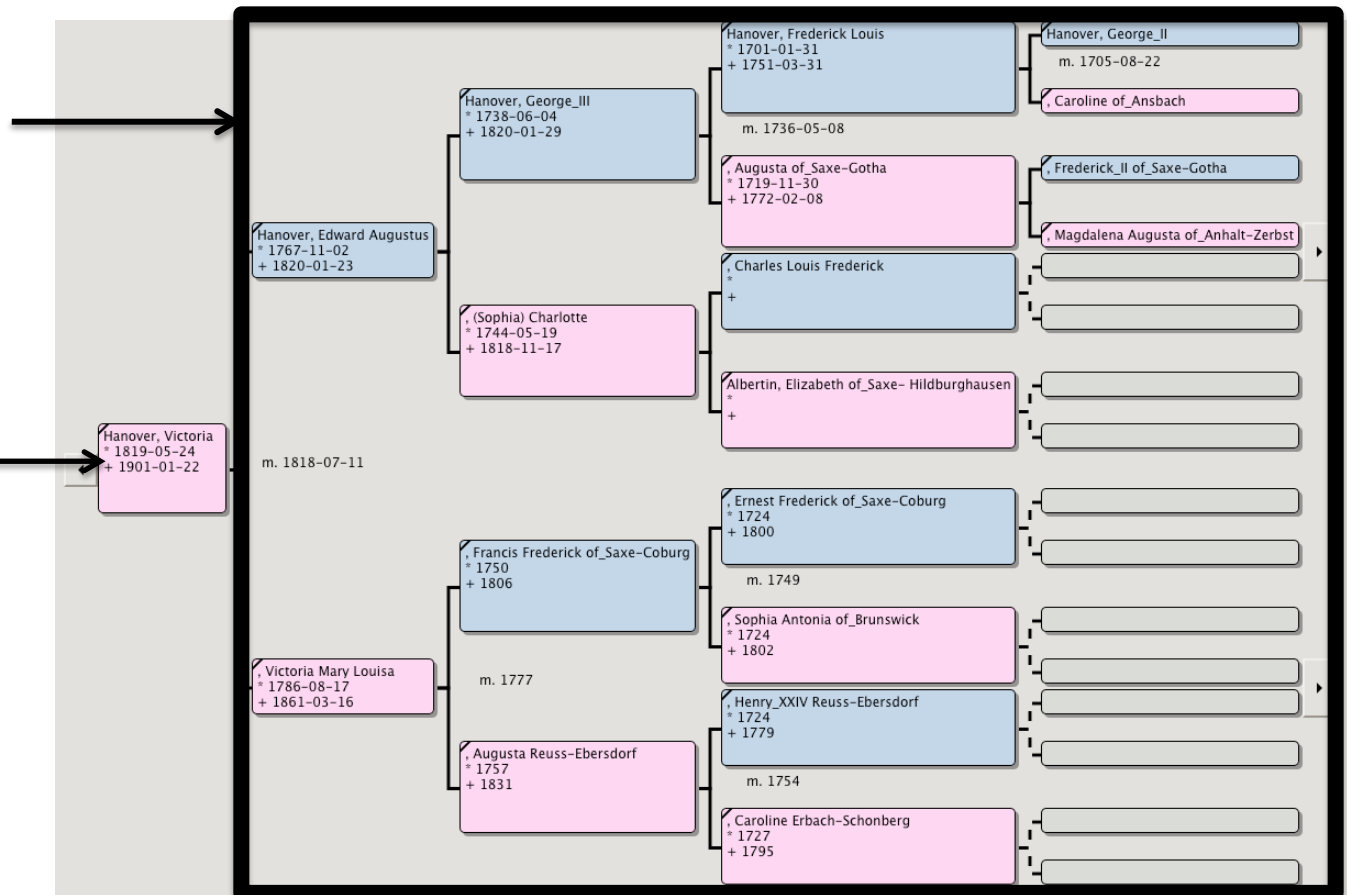 Hanover, Victoria
* 1819-05-24
+ 1901-01-22
Hanover, Edward Augustus
* 1767-11-02
+ 1820-01-23
m. 1818-07-11
, Victoria Mary Louisa
* 1786-08-17
+ 1861-03-16
Hanover, George_III
* 1738-06-04
+ 1820-01-29
, (Sophia) Charlotte
* 1744-05-19
+ 1818-11-17
, Francis Frederick of_Saxe-Coburg
* 1750
+ 1806
m. 1777
, Augusta Reuss-Ebersdorf
* 1757
+ 1831
Hanover, Frederick Louis
* 1701-01-31
+ 1751-03-31
m. 1736-05-08
, Augusta of_Saxe-Gotha
* 1719-11-30
+ 1772-02-08
, Charles Louis Frederick
*
+
Albertin, Elizabeth of_Saxe- Hildburghausen
*
+
, Ernest Frederick of_Saxe-Coburg
* 1724
+ 1800
m. 1749
, Sophia Antonia of_Brunswick
* 1724
+ 1802
, Henry_XXIV Reuss-Ebersdorf
* 1724
+ 1779
m. 1754
, Caroline Erbach-Schonberg
* 1727
+ 1795
Hanover, George_II
m. 1705-08-22
, Caroline of_Ansbach
, Frederick_II of_Saxe-Gotha
, Magdalena Augusta of_Anhalt-Zerbst